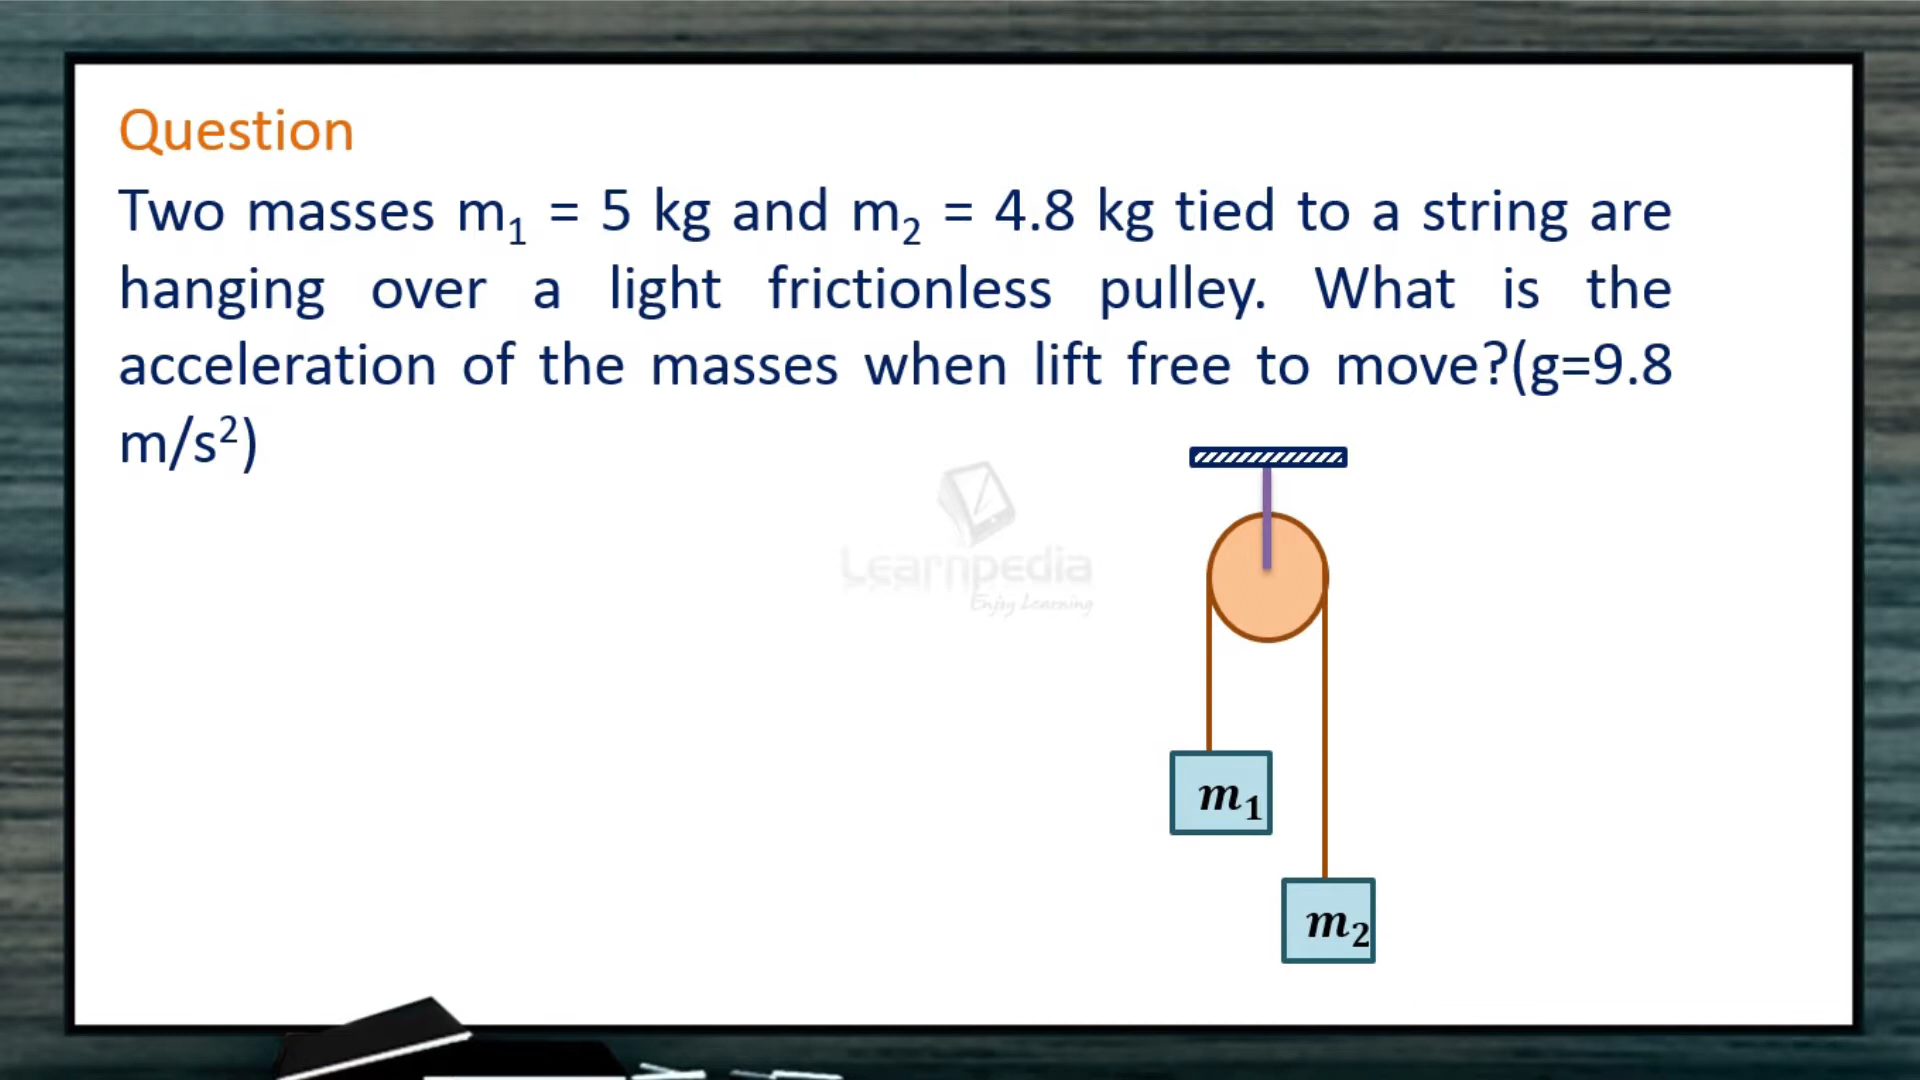 Question
Two masses m₁ = 5 kg and m₂ = 4.8 kg tied to a string are
hanging over a light frictionless pulley. What is the
acceleration of the masses when lift free to move?(g=9.8
m/s²)
Learnpedia
Enjoy Learning
m₁
m₂